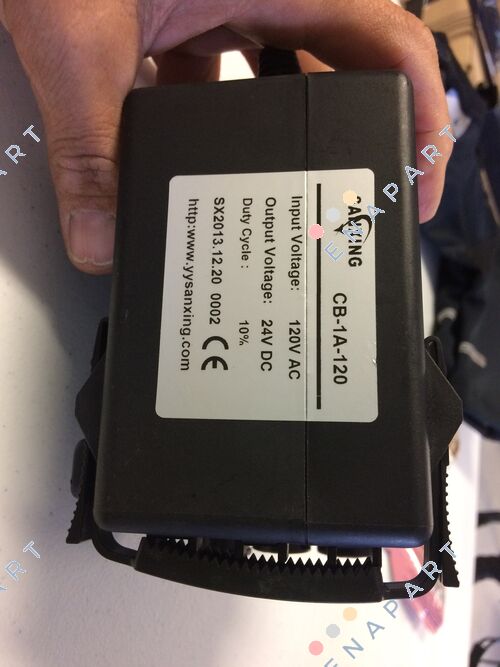 SANXING
CB-1A-120
Input Voltage: 120V AC
Output Voltage: 24V DC
Duty Cycle : 10%
SX2013.12.20 0002 CE
http:www.yysanxing.com
ENAPART
ENAPART